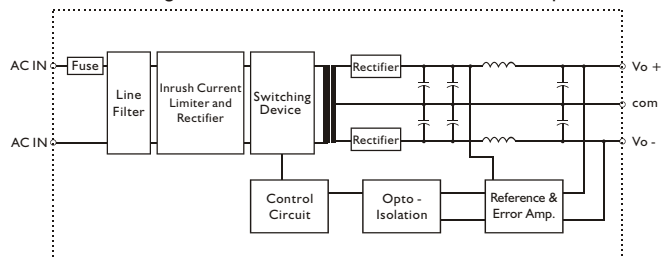 AC IN
Fuse
Line
Filter
Inrush Current
Limiter and
Rectifier
Switching
Device
Rectifier
Rectifier
Vo +
com
Vo -
AC IN
Control
Circuit
Opto -
Isolation
Reference &
Error Amp.